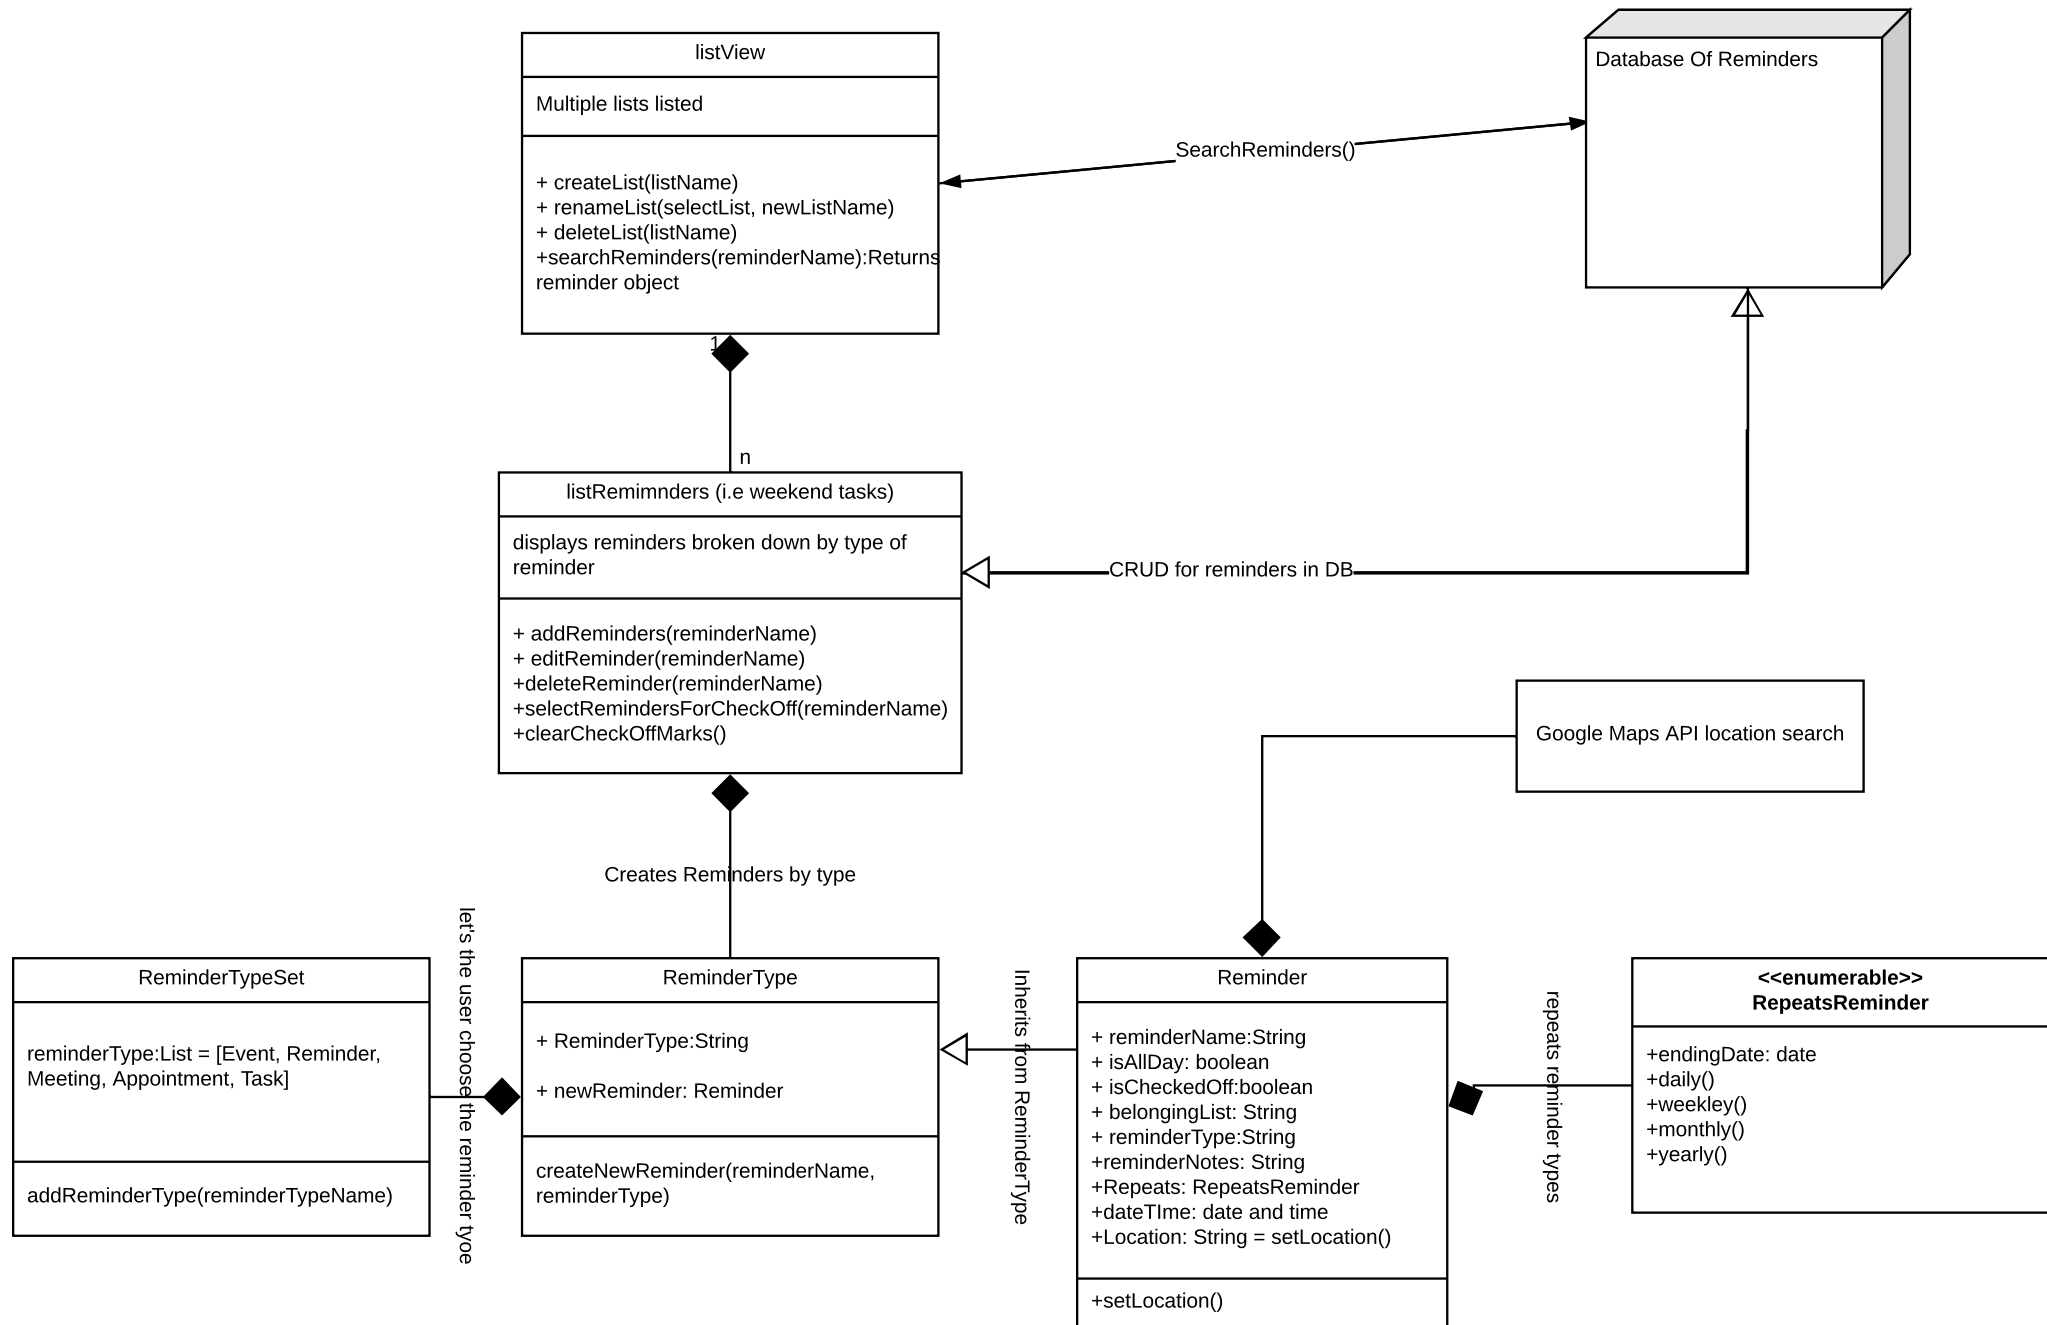 listView
Multiple lists listed
+ createList(listName)
+ renameList(selectList, newListName)
+ deleteList(listName)
+searchReminders(reminderName):Returns
reminder object
SearchReminders()
Database Of Reminders
1
n
listRemimnders (i.e weekend tasks)
displays reminders broken down by type of
reminder
+ addReminders(reminderName)
+ editReminder(reminderName)
+deleteReminder(reminderName)
+selectRemindersForCheckOff(reminderName)
+clearCheckOffMarks()
CRUD for reminders in DB
Google Maps API location search
Creates Reminders by type
ReminderTypeSet
reminderType:List = [Event, Reminder,
Meeting, Appointment, Task]
addReminderType(reminderTypeName)
let's the user choose the reminder tyoe
ReminderType
+ ReminderType:String
+ newReminder: Reminder
createNewReminder(reminderName,
reminderType)
Inherits from ReminderType
Reminder
+ reminderName:String
+ isAllDay: boolean
+ isCheckedOff:boolean
+ belongingList: String
+ reminderType:String
+reminderNotes: String
+Repeats: RepeatsReminder
+dateTIme: date and time
+Location: String = setLocation()
+setLocation()
repeats reminder types
<<enumerable>>
RepeatsReminder
+endingDate: date
+daily()
+weekley()
+monthly()
+yearly()